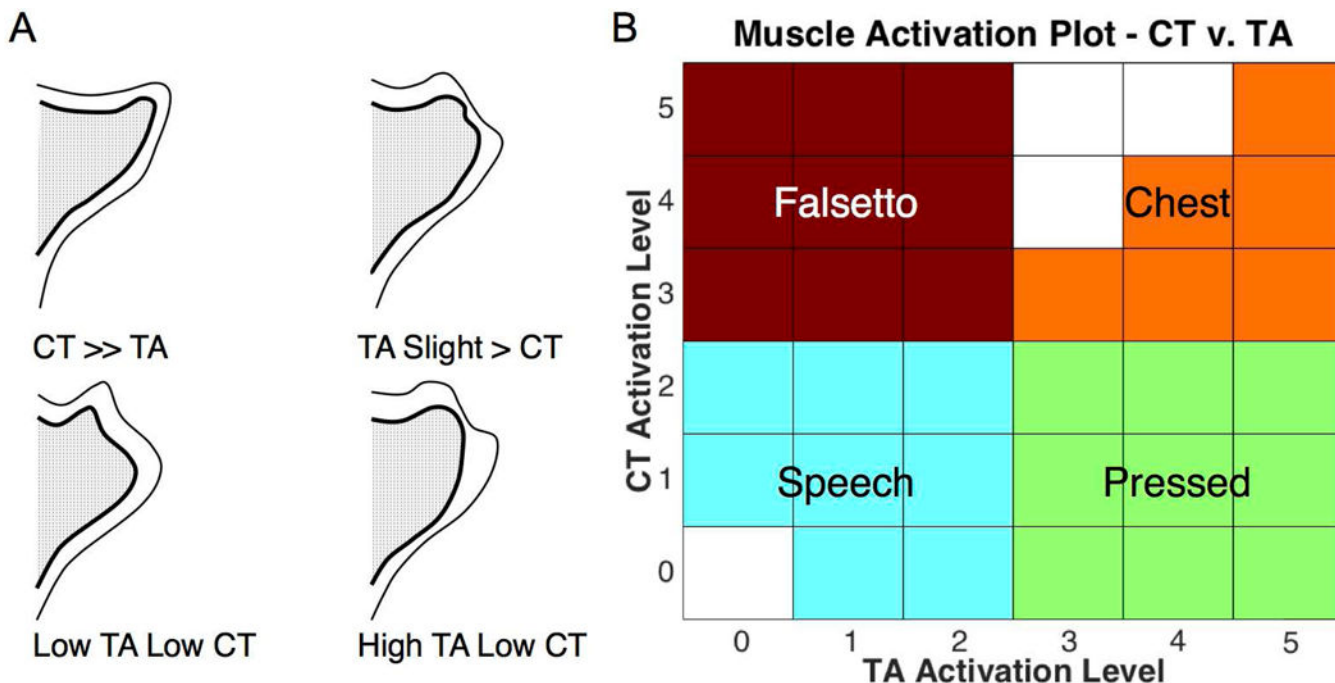 A
CT >> TA
TA Slight > CT
Low TA Low CT
High TA Low CT
B
Muscle Activation Plot - CT v. TA
CT Activation Level
5
4
3
2
1
0
Falsetto
Chest
Speech
Pressed
0 1 2 3 4 5
TA Activation Level